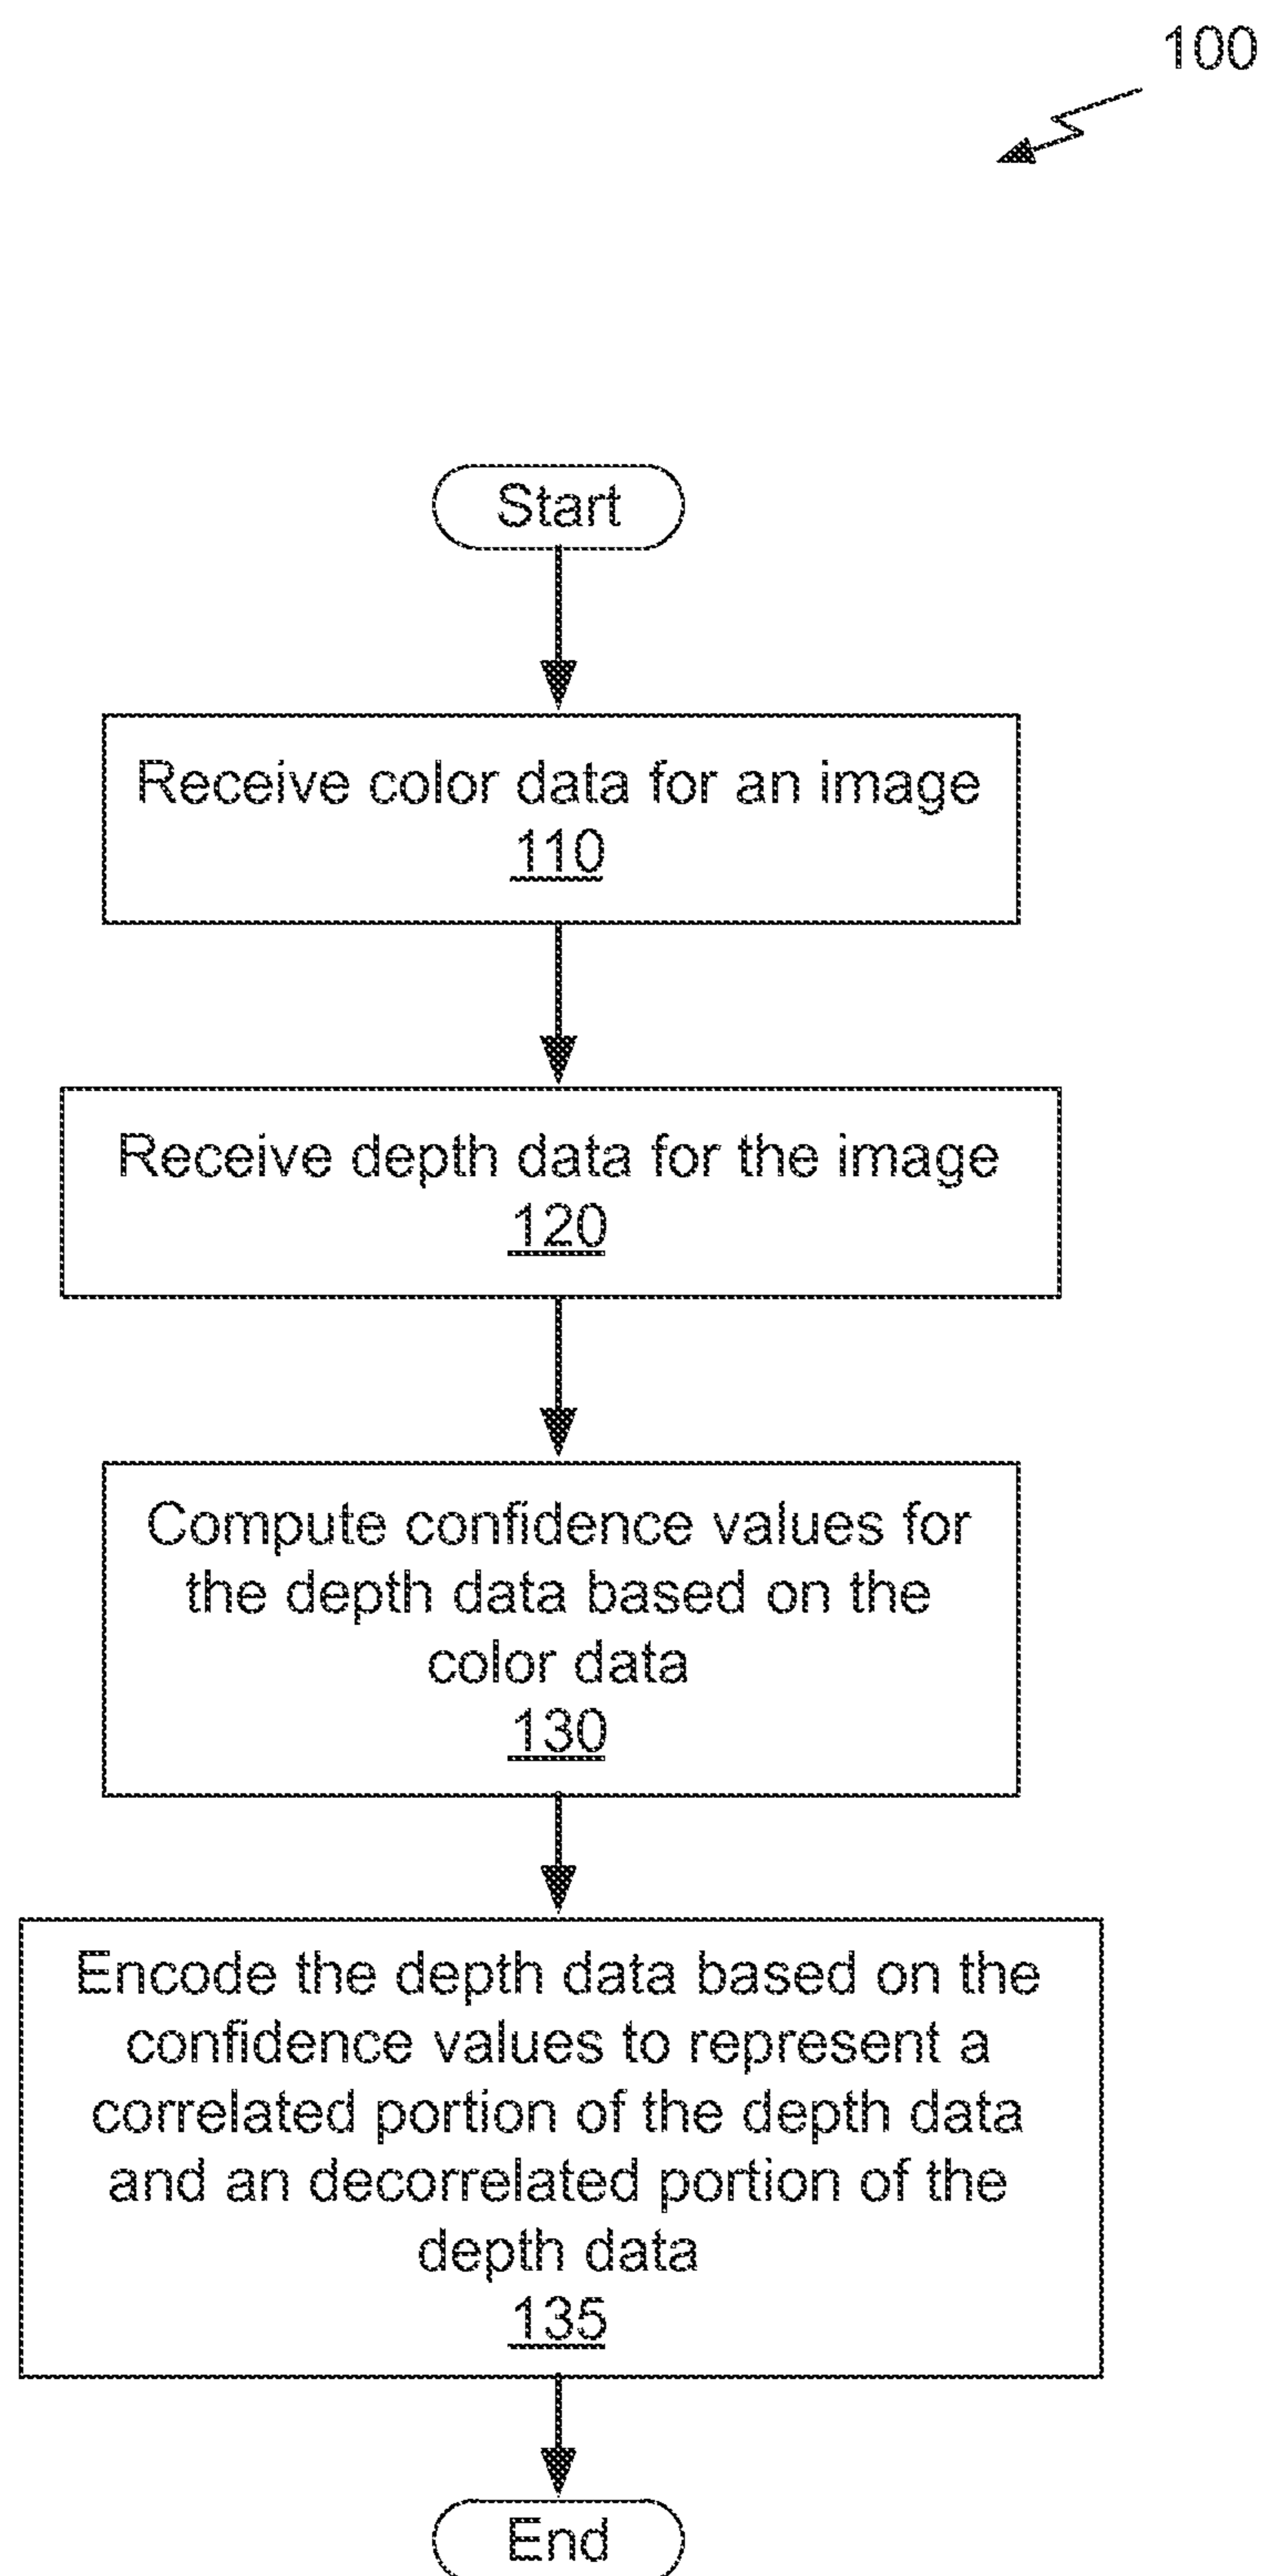 100
Start
Receive color data for an image
110
Receive depth data for the image
120
Compute confidence values for
the depth data based on the
color data
130
Encode the depth data based on the
confidence values to represent a
correlated portion of the depth data
and an decorrelated portion of the
depth data
135
End